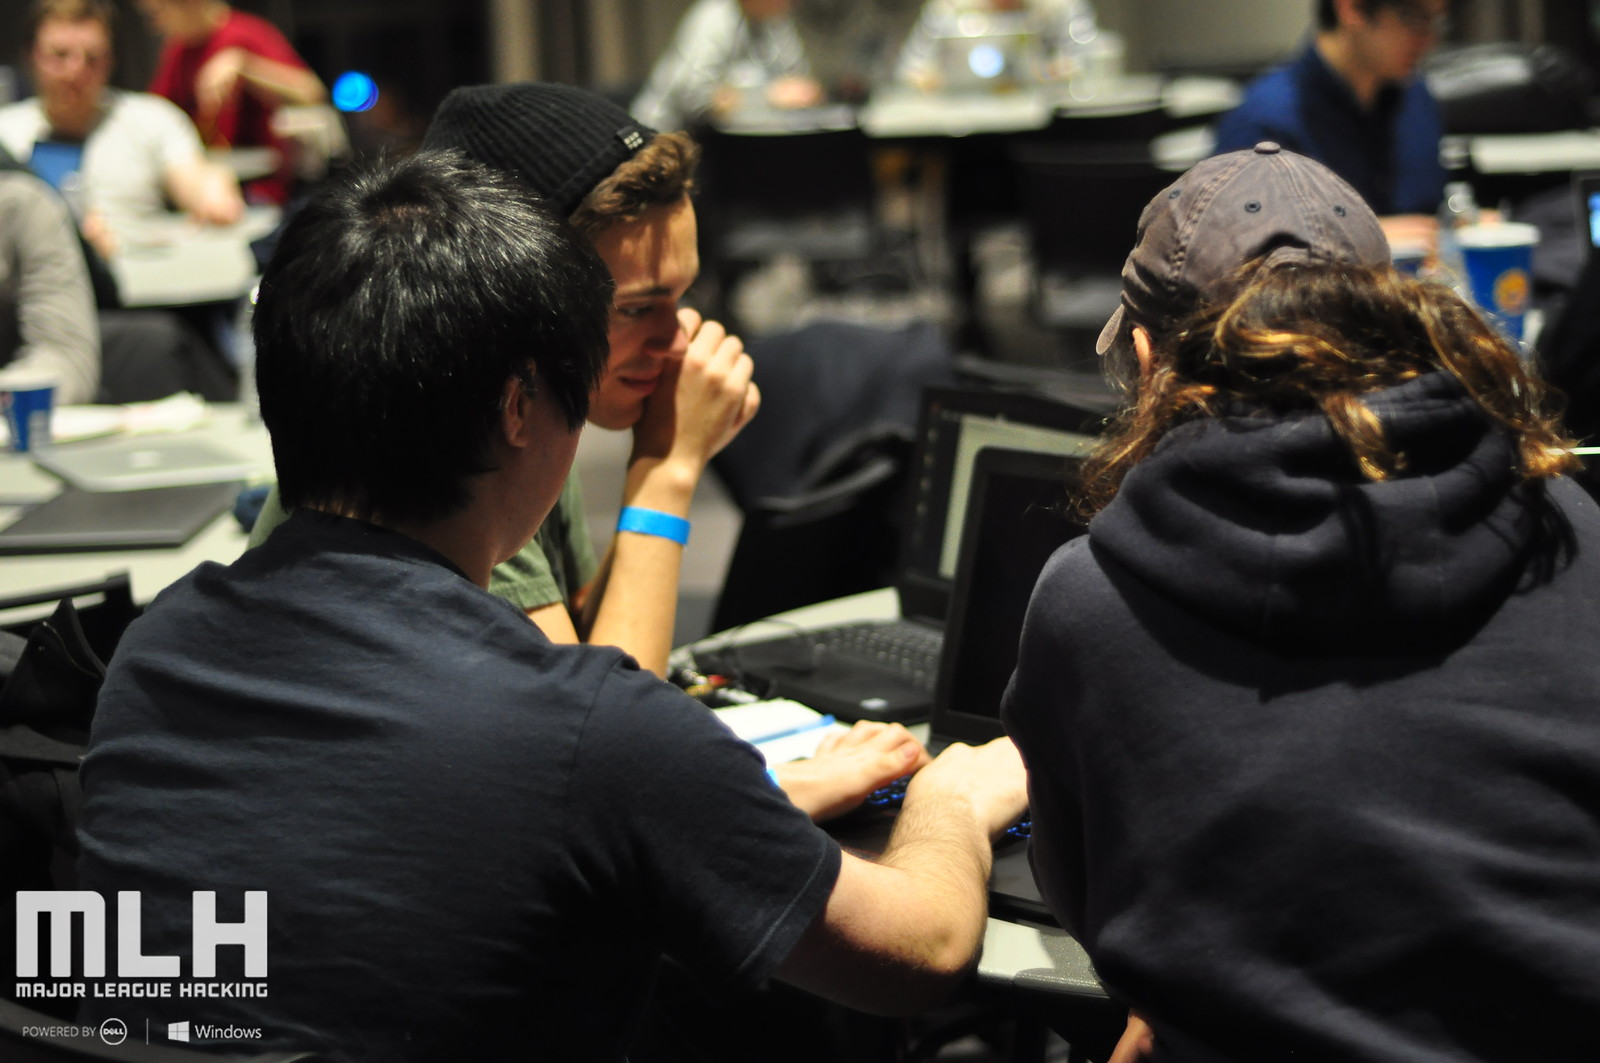 MLH
MAJOR LEAGUE HACKING
POWERED BY DELL | Windows